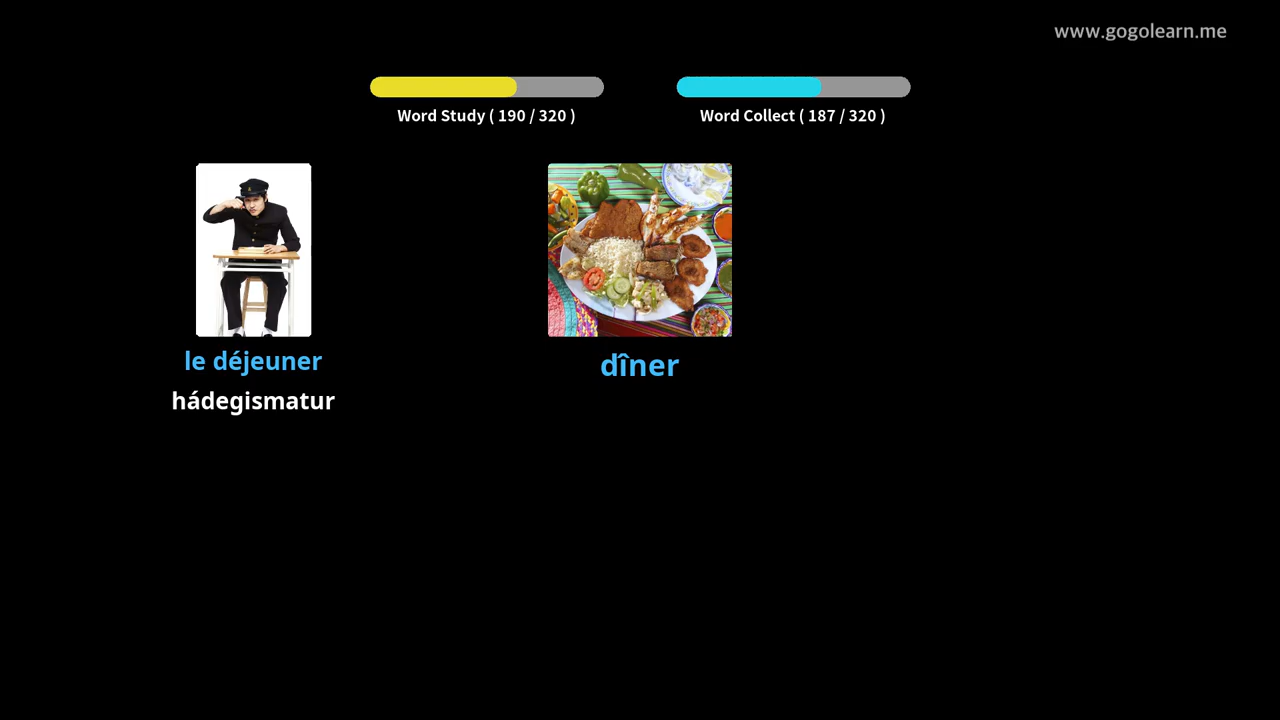 www.gogolearn.me
Word Study ( 190 / 320 )
Word Collect ( 187 / 320 )
le déjeuner
hádegismatur
dîner